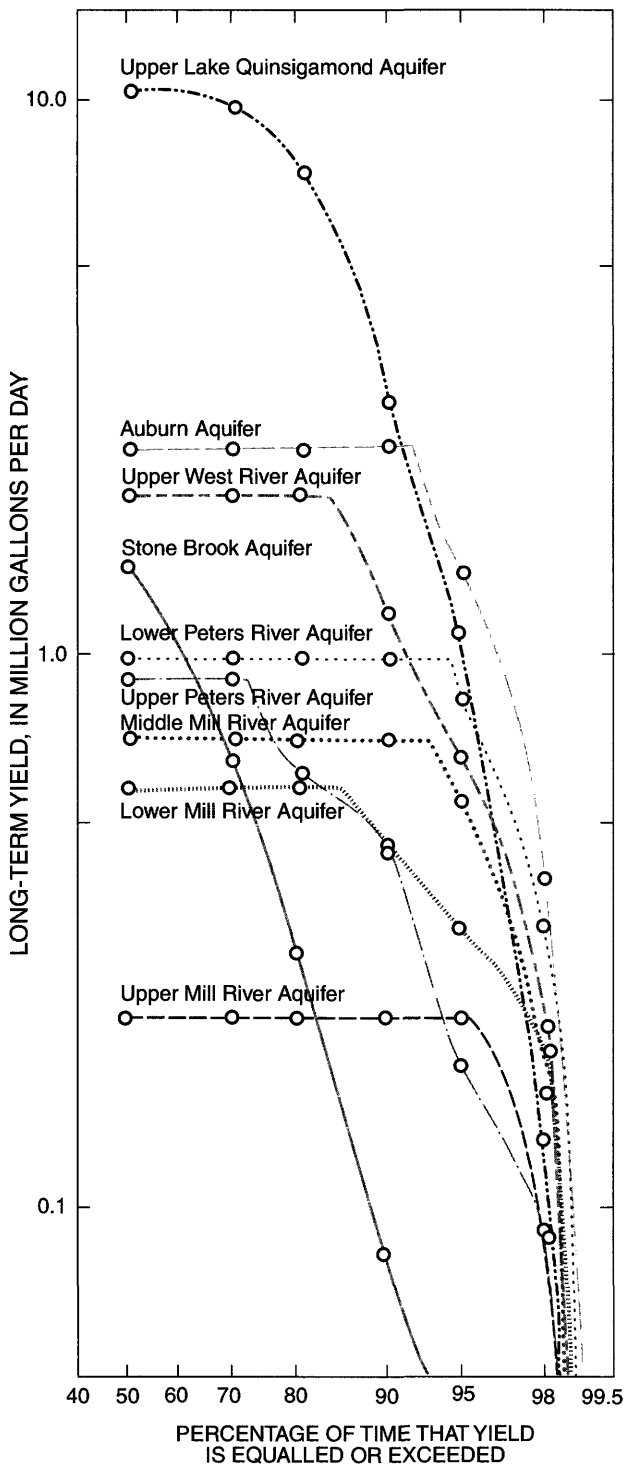 Upper Lake Quinsigamond Aquifer
10.0
LONG-TERM YIELD, IN MILLION GALLONS PER DAY
Auburn Aquifer
Upper West River Aquifer
Stone Brook Aquifer
Lower Peters River Aquifer
1.0
Upper Peters River Aquifer
Middle Mill River Aquifer
Lower Mill River Aquifer
Upper Mill River Aquifer
0.1
40 50 60 70 80 90 95 98 99.5
PERCENTAGE OF TIME THAT YIELD
IS EQUALLED OR EXCEEDED